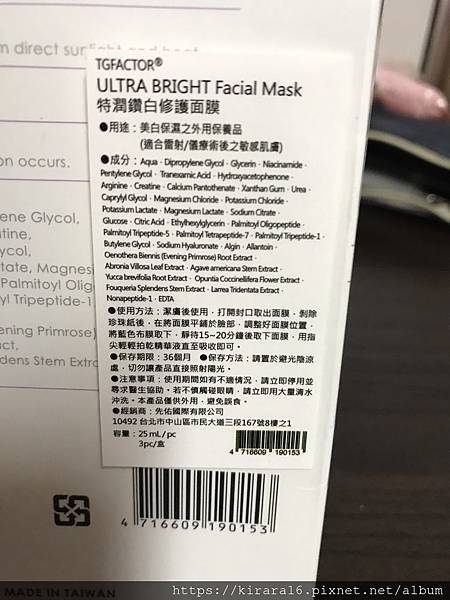 m direct sunlight and heat.
TGFACTOR®
ULTRA BRIGHT Facial Mask
特潤鑽白修護面膜
●用途：美白保濕之外用保養品
(適合雷射/儀療術後之敏感肌膚)
on occurs.
●成分：Aqua · Dipropylene Glycol · Glycerin · Niacinamide ·
Pentylene Glycol · Tranexamic Acid · Hydroxyacetophenone ·
Arginine · Creatine · Calcium Pantothenate · Xanthan Gum · Urea ·
Caprylyl Glycol · Magnesium Chloride · Potassium Chloride ·
Potassium Lactate · Magnesium Lactate · Sodium Citrate ·
Glucose · Citric Acid · Ethylhexylglycerin · Palmitoyl Oligopeptide ·
Palmitoyl Tripeptide-5 · Palmitoyl Tetrapeptide-7 · Palmitoyl Tripeptide-1 ·
Butylene Glycol · Sodium Hyaluronate · Algin · Allantoin ·
Oenothera Biennis (Evening Primrose) Root Extract ·
Abronia Villosa Leaf Extract · Agave americana Stem Extract ·
Yucca brevifolia Root Extract · Opuntia Coccinellifera Flower Extract ·
Fouqueria Splendens Stem Extract · Larrea Tridentata Extract ·
Nonapeptide-1 · EDTA
ene Glycol,
atine,
ycol,
tate, Magnesi
Palmitoyl Olig
yl Tripeptide-1,
Evening Primrose)
dens Stem Extrac
●使用方法：潔膚後使用，打開封口取出面膜，剝除
珍珠紙後，在將面膜平鋪於臉部，調整好面膜位置，
將藍色布膜取下，靜待15~20分鐘後取下面膜，用指
尖輕輕拍乾精華液直至吸收即可。
●保存期限：36個月 ●保存方法：請置於避光陰涼
處，切勿讓產品直接照射陽光。
●注意事項：使用期間如有不適情況，請立即停用並
尋求醫生協助。若不慎觸碰眼睛，請立即用大量清水
沖洗。本產品僅供外用，避免誤食。
●經銷商：先佑國際有限公司
10492 台北市中山區市民大道三段167號8樓之1
容量：25 mL/pc
3pc/盒
4 716609 190153
4 716609 190153
MADE IN TAIWAN
https://kirara16.pixnet.net/album